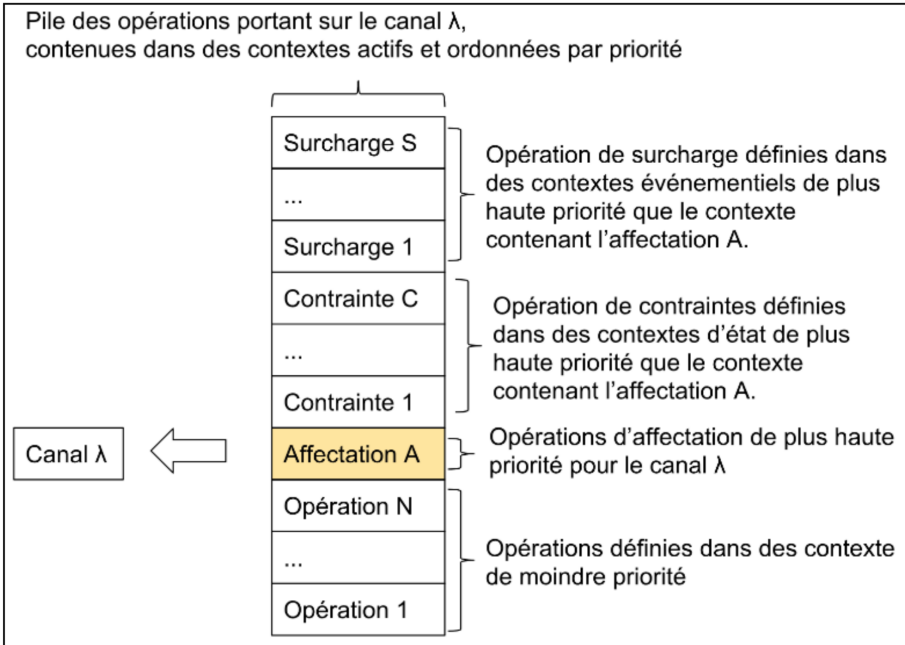 Pile des opérations portant sur le canal λ,
contenues dans des contextes actifs et ordonnées par priorité
Surcharge S
...
Surcharge 1
Opération de surcharge définies dans
des contextes événementiels de plus
haute priorité que le contexte
contenant l'affectation A.
Contrainte C
...
Contrainte 1
Opération de contraintes définies
dans des contextes d'état de plus
haute priorité que le contexte
contenant l'affectation A.
Canal λ
Affectation A
Opérations d'affectation de plus haute
priorité pour le canal λ
Opération N
...
Opération 1
Opérations définies dans des contexte
de moindre priorité